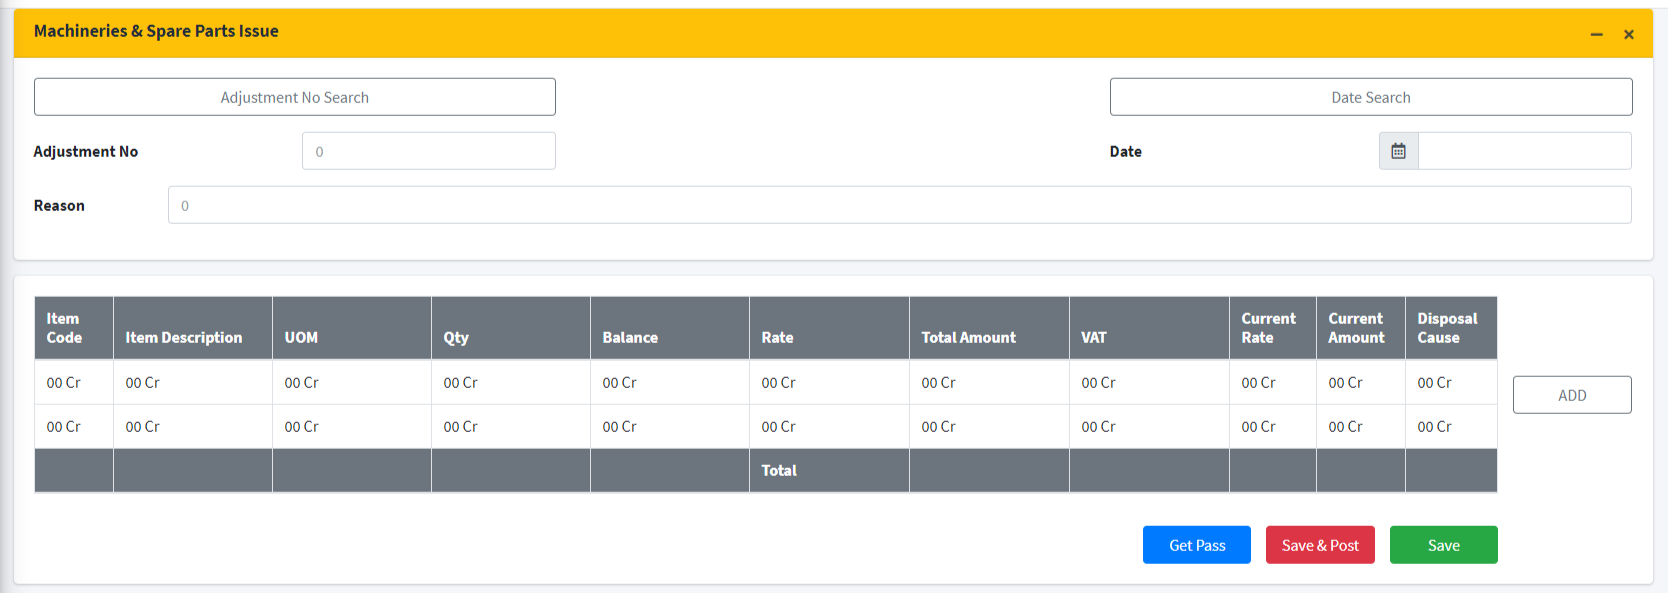 Machineries & Spare Parts Issue
Adjustment No Search
Date Search
Adjustment No
0
Date
Reason
0
Item Code Item Description UOM Qty Balance Rate Total Amount VAT Current Rate Current Amount Disposal Cause
00 Cr 00 Cr 00 Cr 00 Cr 00 Cr 00 Cr 00 Cr 00 Cr 00 Cr 00 Cr 00 Cr
00 Cr 00 Cr 00 Cr 00 Cr 00 Cr 00 Cr 00 Cr 00 Cr 00 Cr 00 Cr 00 Cr
Total
ADD
Get Pass
Save & Post
Save